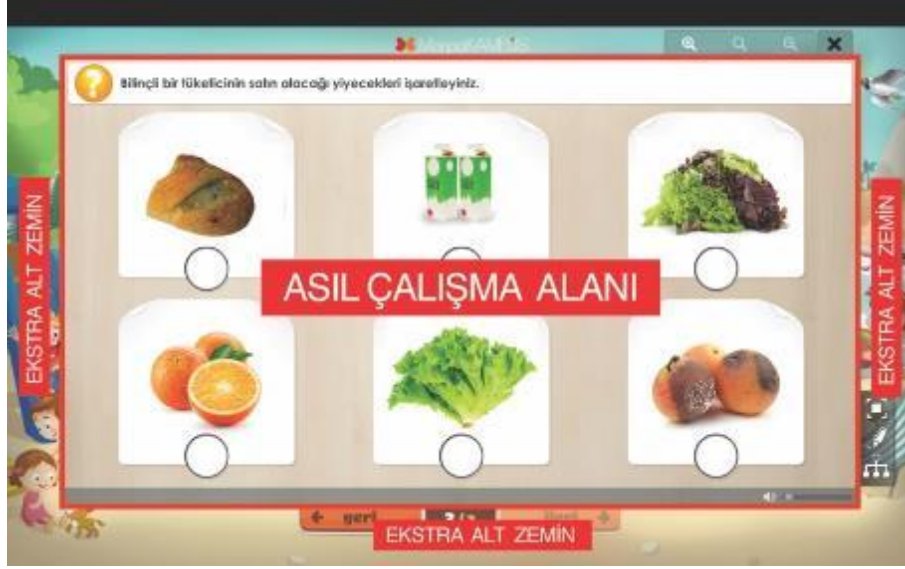 Bilinçli bir tüketicinin satın alacağı yiyecekleri işaretleyiniz.
EKSTRA ALT ZEMİN
ASIL ÇALIŞMA ALANI
EKSTRA ALT ZEMİN
geri
EKSTRA ALT ZEMİN